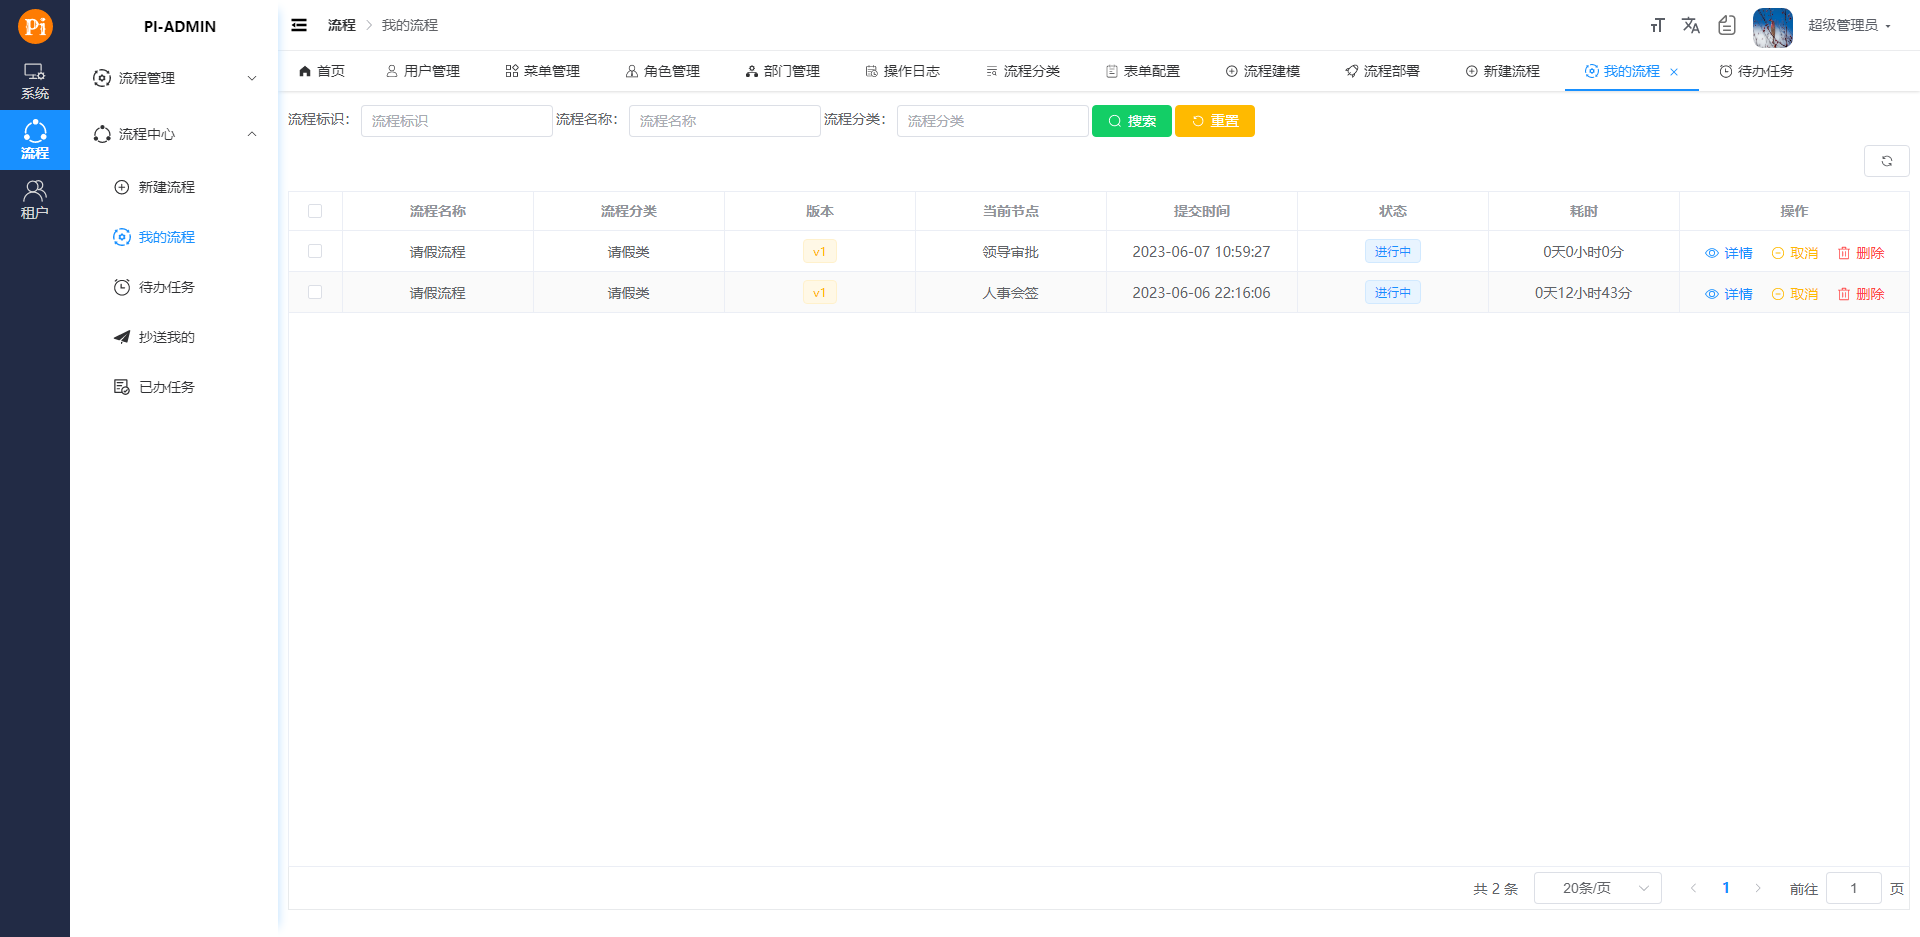 Pi
系统
流程
租户
PI-ADMIN
流程管理
流程中心
新建流程
我的流程
待办任务
抄送我的
已办任务
流程 我的流程
超级管理员
首页 用户管理 菜单管理 角色管理 部门管理 操作日志 流程分类 表单配置 流程建模 流程部署 新建流程 我的流程 待办任务
流程标识： 流程标识 流程名称： 流程名称 流程分类： 流程分类 搜索 重置
流程名称 流程分类 版本 当前节点 提交时间 状态 耗时 操作
请假流程 请假类 v1 领导审批 2023-06-07 10:59:27 进行中 0天0小时0分 详情 取消 删除
请假流程 请假类 v1 人事会签 2023-06-06 22:16:06 进行中 0天12小时43分 详情 取消 删除
共 2 条 20条/页 1 前往 1 页